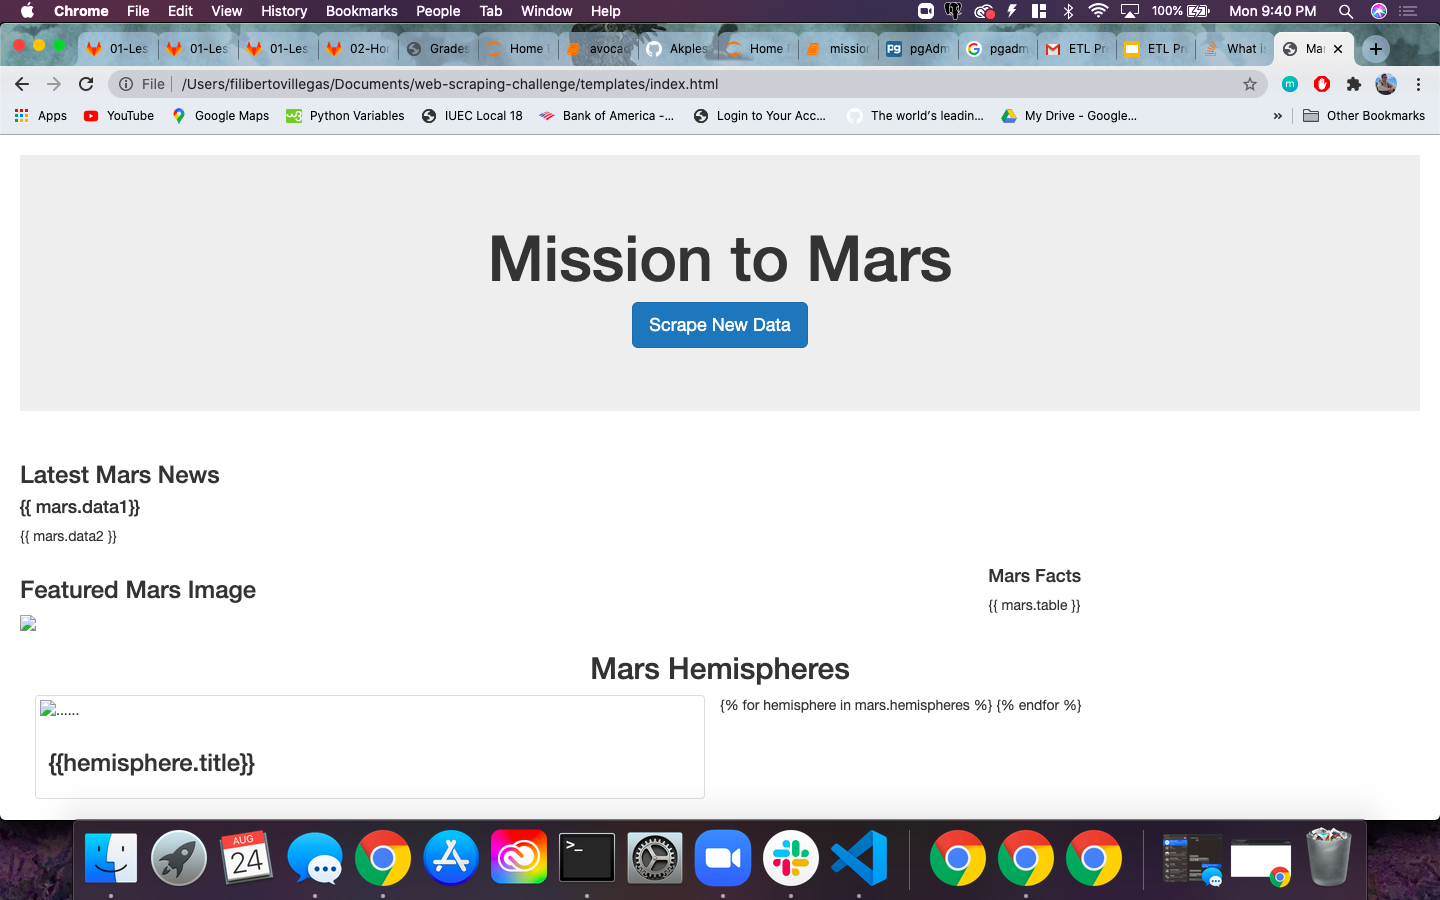 Chrome File Edit View History Bookmarks People Tab Window Help 100% Mon 9:40 PM
01-Les 01-Les 01-Les 02-Hor Grades Home avocad Akples Home mission pgAdm pgadm ETL Pr ETL Pr What is Mar
File /Users/filibertovillegas/Documents/web-scraping-challenge/templates/index.html
Apps YouTube Google Maps Python Variables IUEC Local 18 Bank of America -... Login to Your Acc... The world's leadin... My Drive - Google... » Other Bookmarks
Mission to Mars
Scrape New Data
Latest Mars News
{{ mars.data1}}
{{ mars.data2 }}
Featured Mars Image
Mars Facts
{{ mars.table }}
Mars Hemispheres
......
{% for hemisphere in mars.hemispheres %} {% endfor %}
{{hemisphere.title}}
AUG
24